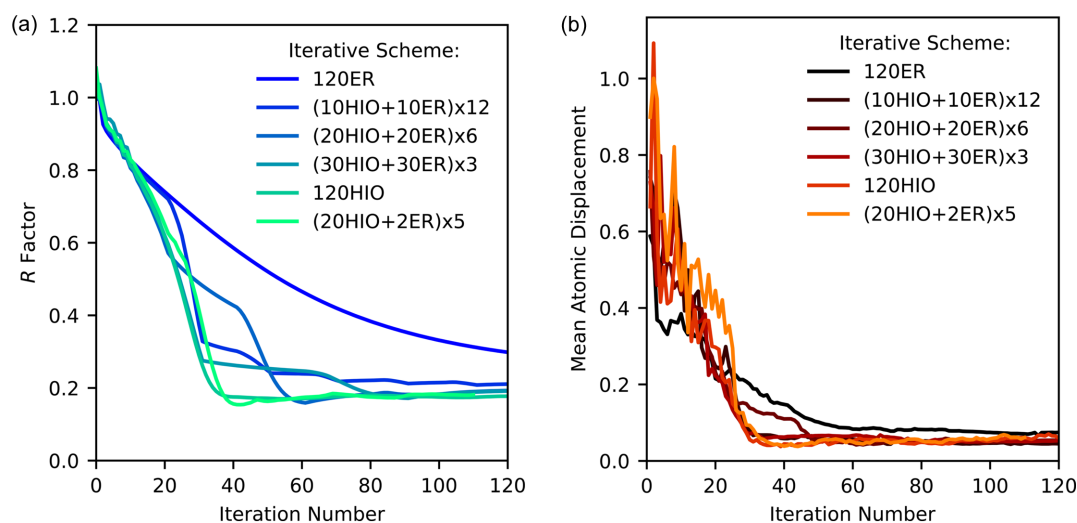 (a)
1.2
1.0
0.8
0.6
0.4
0.2
0.0
R Factor
Iterative Scheme:
120ER
(10HIO+10ER)x12
(20HIO+20ER)x6
(30HIO+30ER)x3
120HIO
(20HIO+2ER)x5
0 20 40 60 80 100 120
Iteration Number
(b)
1.0
0.8
0.6
0.4
0.2
0.0
Mean Atomic Displacement
Iterative Scheme:
120ER
(10HIO+10ER)x12
(20HIO+20ER)x6
(30HIO+30ER)x3
120HIO
(20HIO+2ER)x5
0 20 40 60 80 100 120
Iteration Number